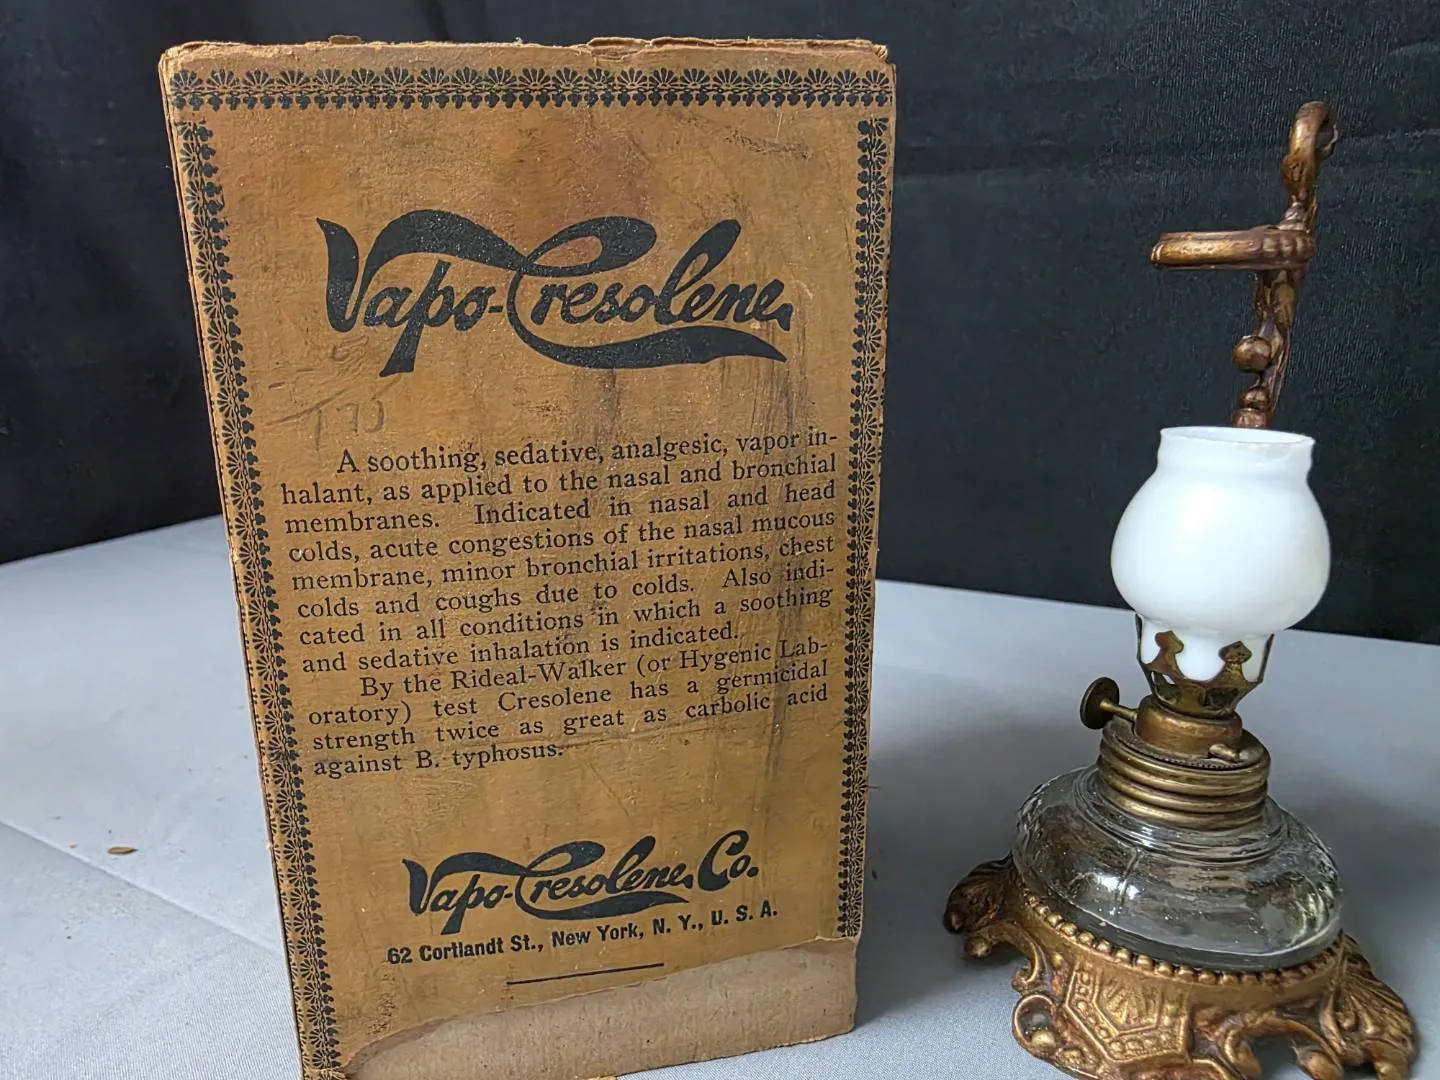 Vapo-Cresolene
A soothing, sedative, analgesic, vapor in-
halant, as applied to the nasal and bronchial
membranes. Indicated in nasal and head
colds, acute congestions of the nasal mucous
membrane, minor bronchial irritations, chest
colds and coughs due to colds. Also indi-
cated in all conditions in which a soothing
and sedative inhalation is indicated.
By the Rideal-Walker (or Hygenic Lab-
oratory) test Cresolene has a germicidal
strength twice as great as carbolic acid
against B. typhosus.
Vapo-Cresolene Co.
62 Cortlandt St., New York, N. Y., U. S. A.